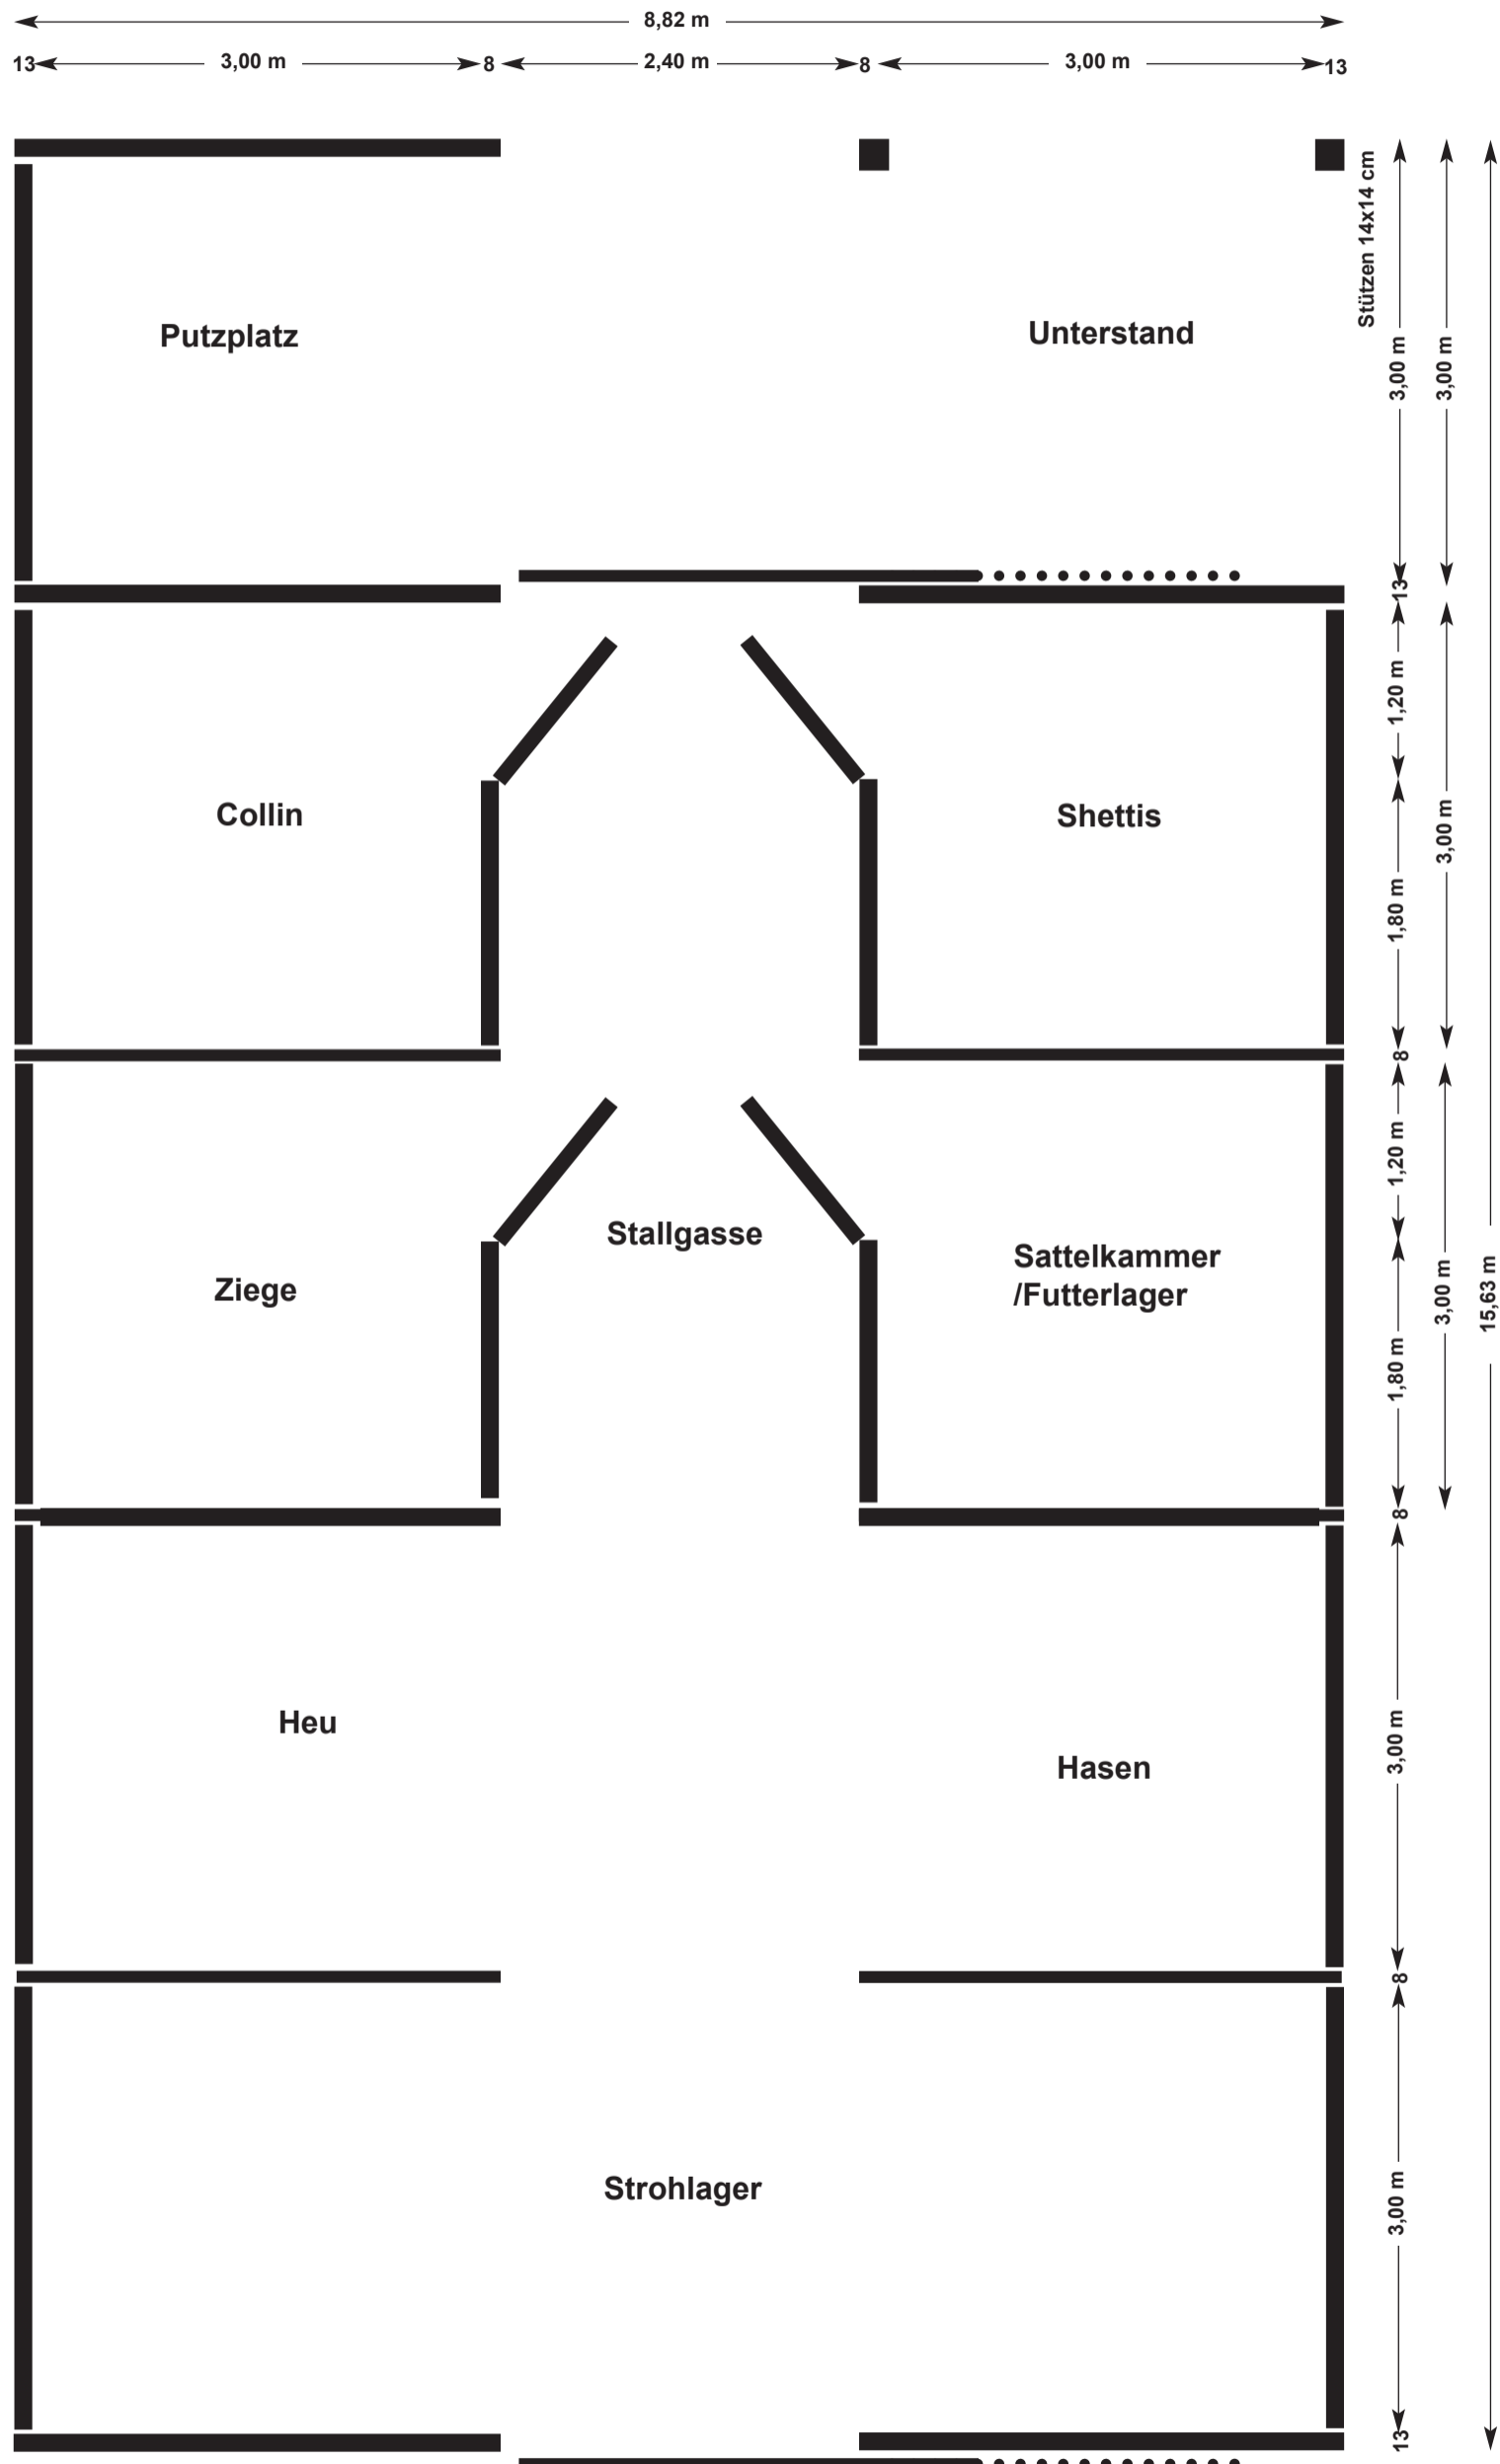 8,82 m
13 3,00 m 8 2,40 m 8 3,00 m 13
Stützen 14x14 cm
Putzplatz
Unterstand
3,00 m
3,00 m
13
1,20 m
Collin
Shettis
3,00 m
1,80 m
8
1,20 m
Stallgasse
Ziege
Sattelkammer
/Futterlager
3,00 m
15,63 m
1,80 m
8
Heu
Hasen
3,00 m
8
Strohlager
3,00 m
13